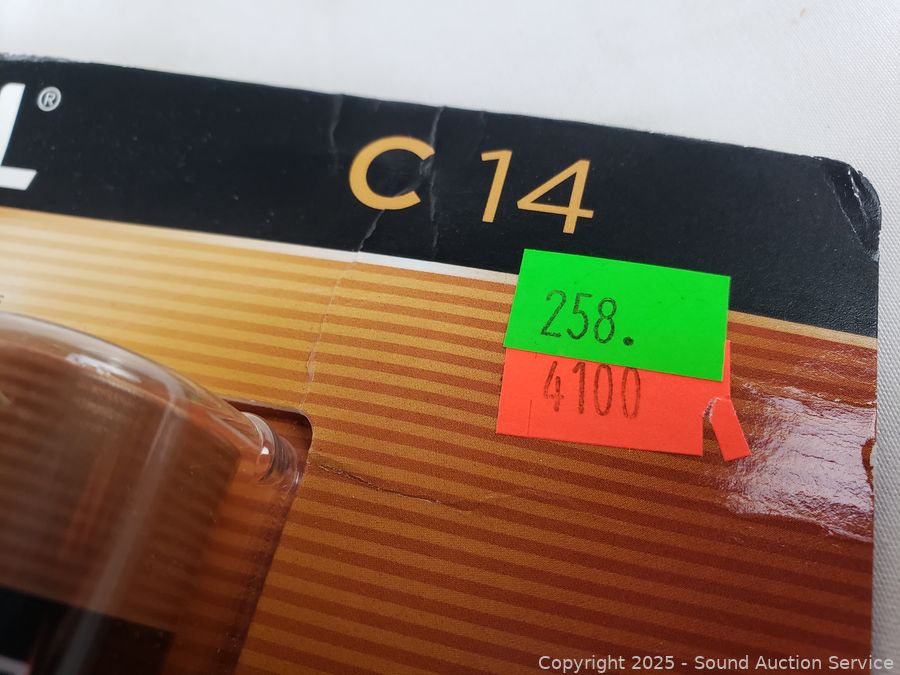 L®
C 14
258.
4100
Copyright 2025 - Sound Auction Service